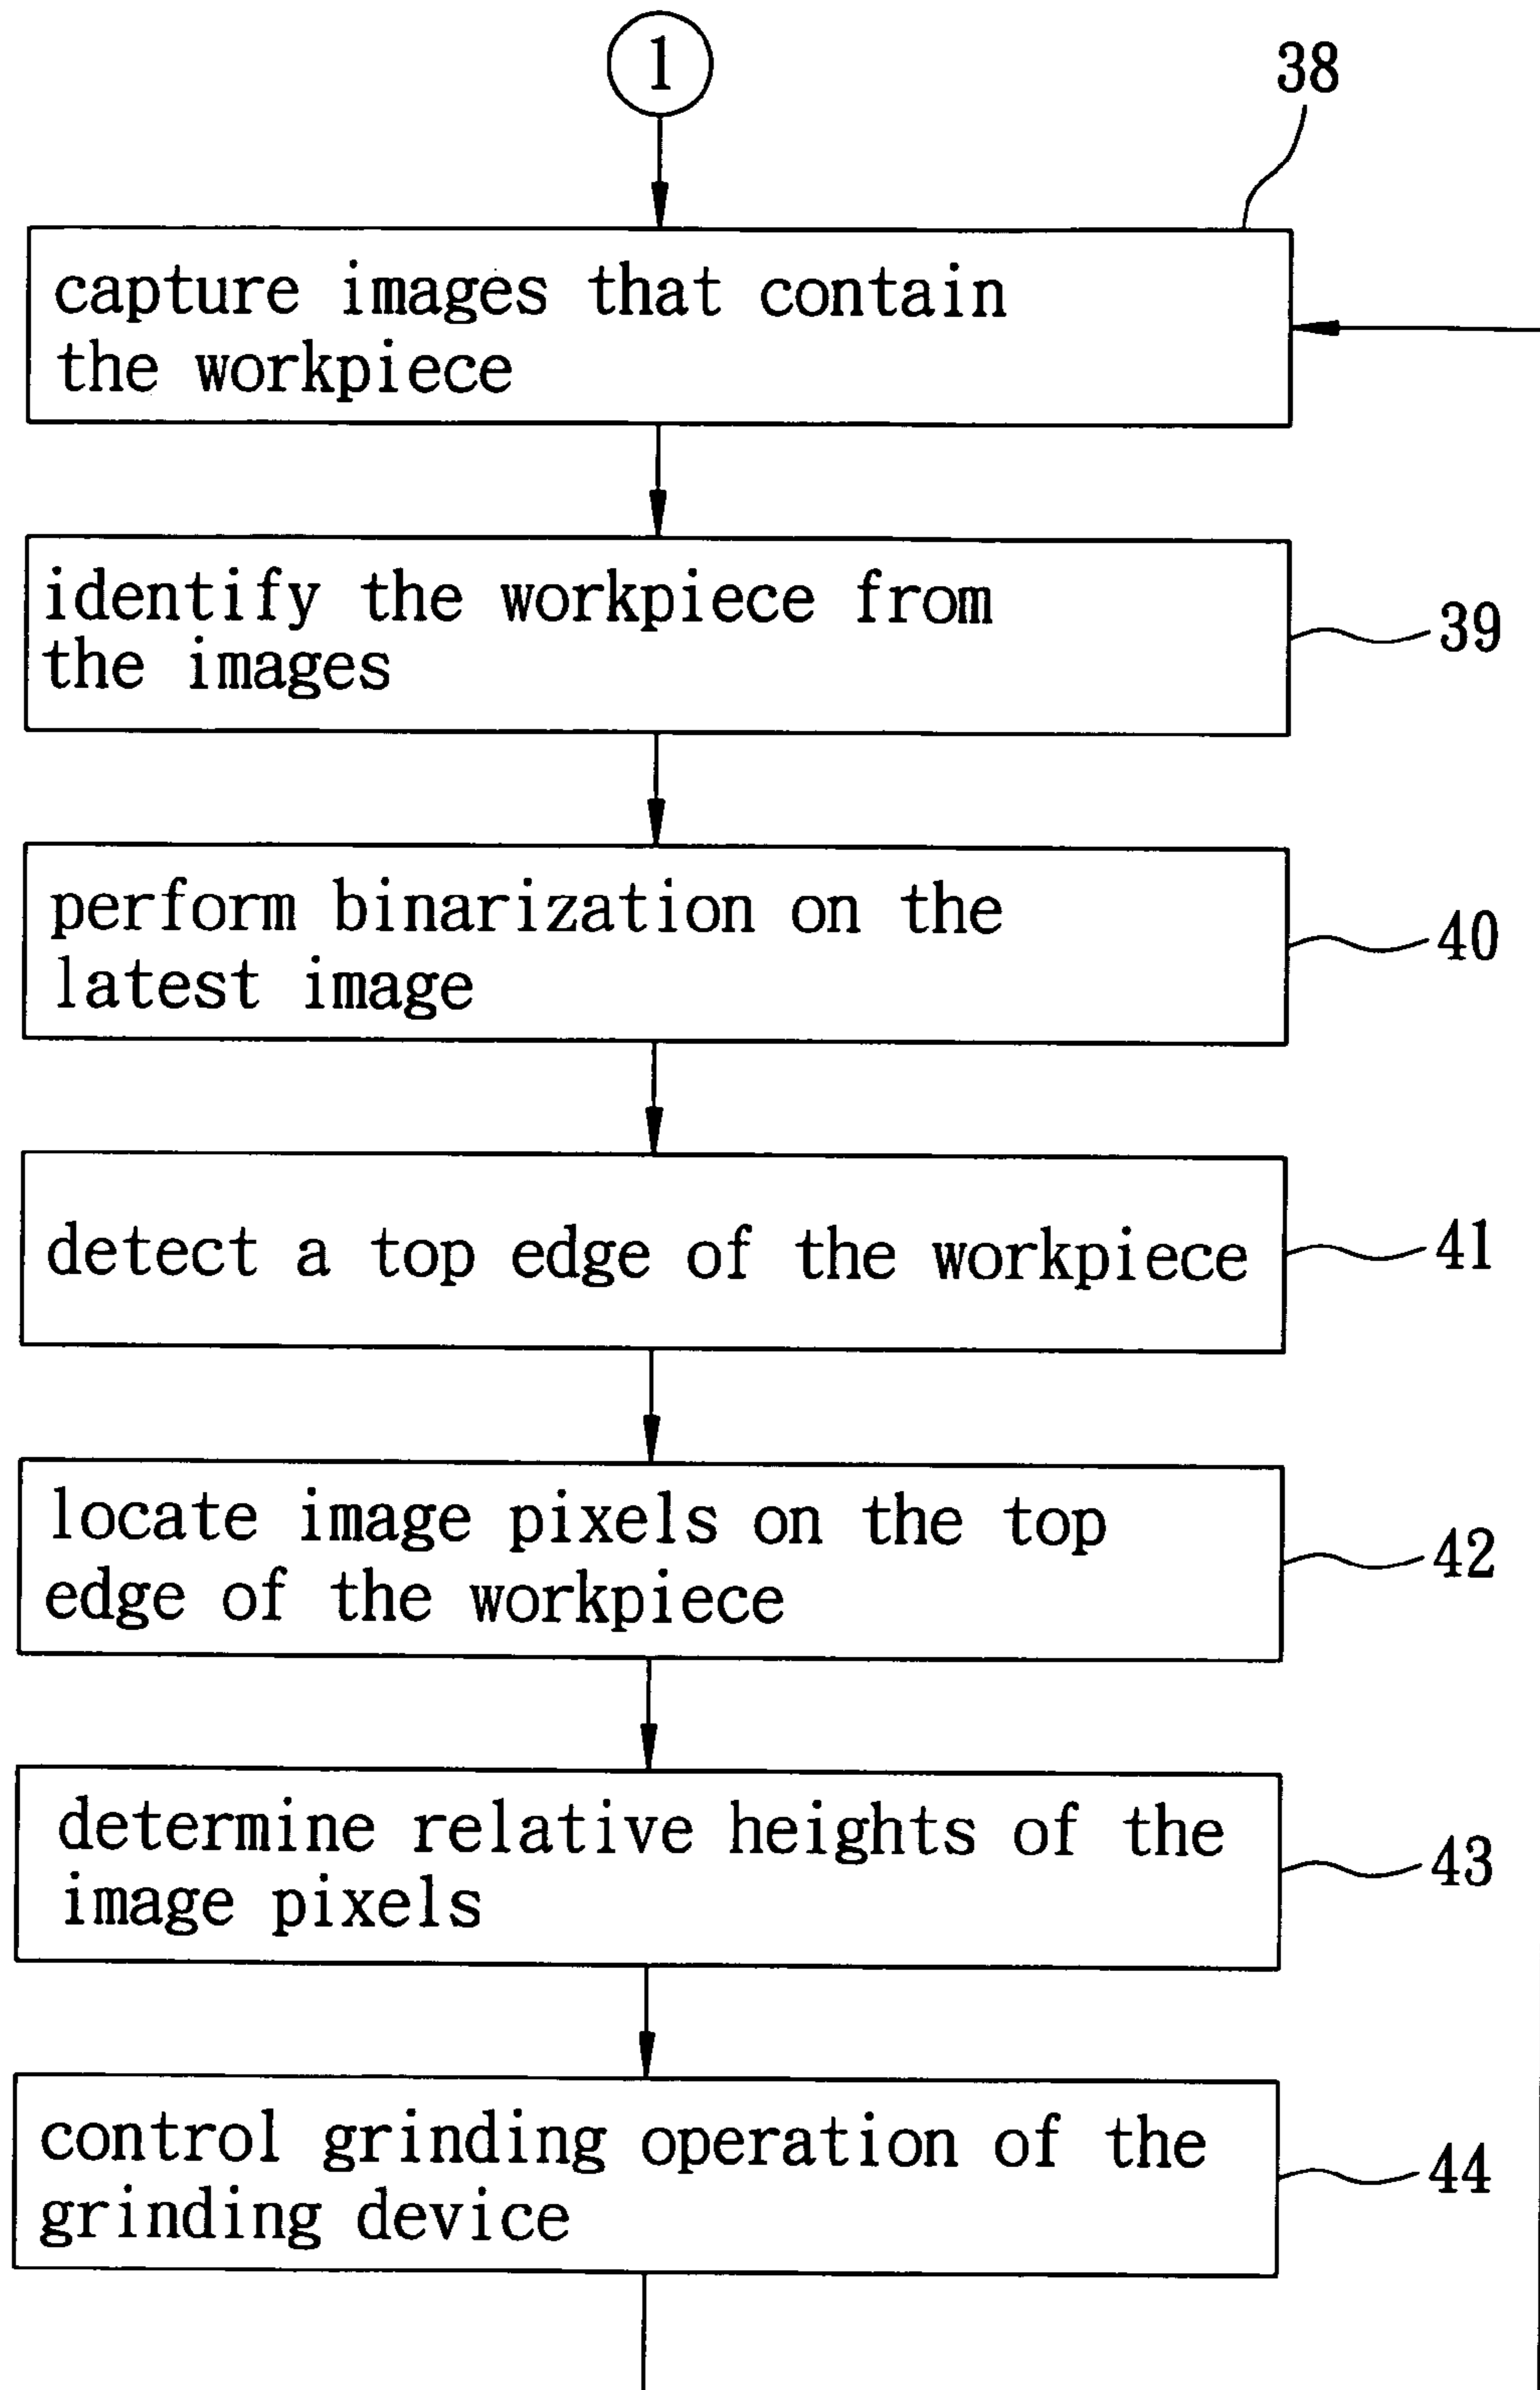 1
38
capture images that contain
the workpiece
identify the workpiece from
the images
39
perform binarization on the
latest image
40
detect a top edge of the workpiece
41
locate image pixels on the top
edge of the workpiece
42
determine relative heights of the
image pixels
43
control grinding operation of the
grinding device
44